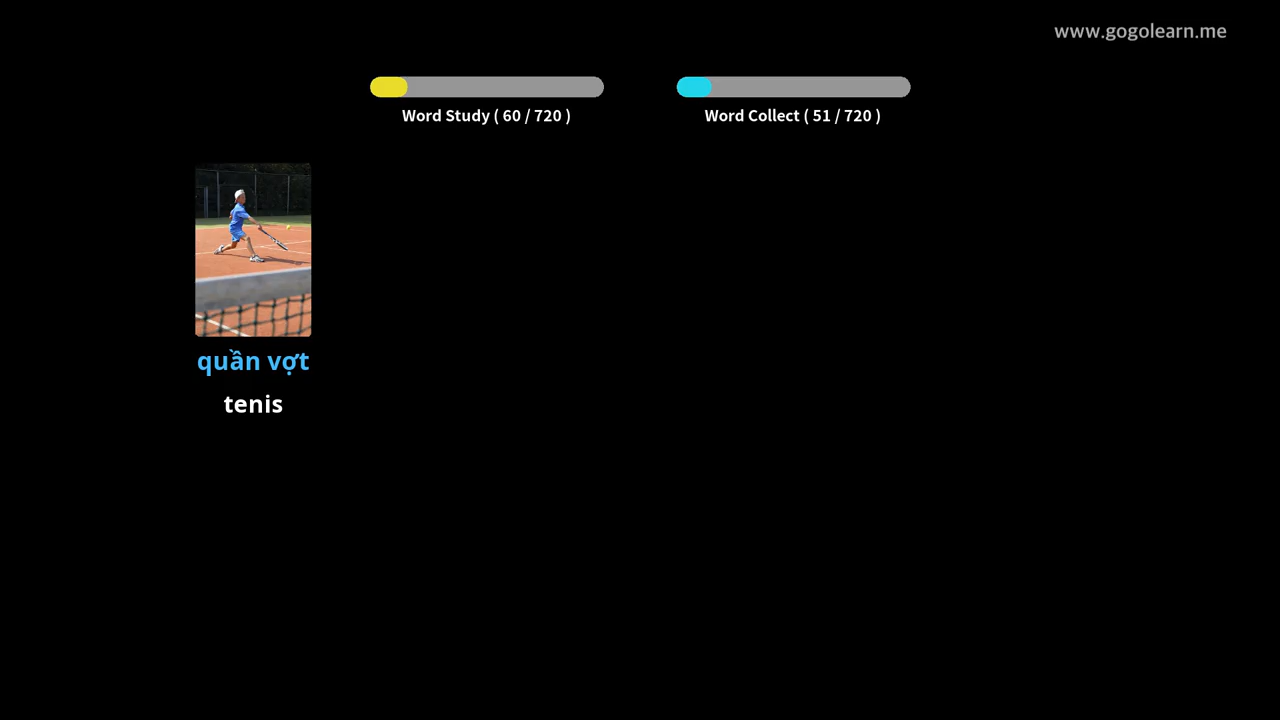 www.gogolearn.me
Word Study ( 60 / 720 )
Word Collect ( 51 / 720 )
quần vợt
tenis